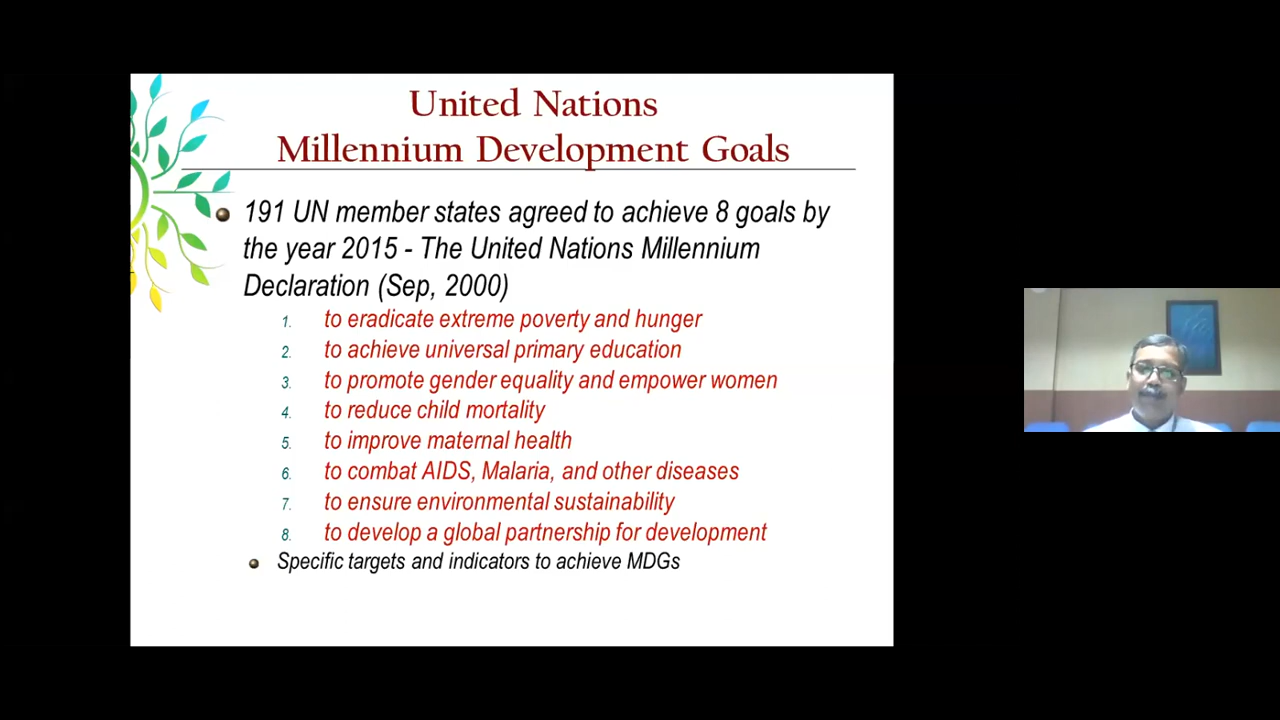 United Nations
Millennium Development Goals
191 UN member states agreed to achieve 8 goals by
the year 2015 - The United Nations Millennium
Declaration (Sep, 2000)
1. to eradicate extreme poverty and hunger
2. to achieve universal primary education
3. to promote gender equality and empower women
4. to reduce child mortality
5. to improve maternal health
6. to combat AIDS, Malaria, and other diseases
7. to ensure environmental sustainability
8. to develop a global partnership for development
Specific targets and indicators to achieve MDGs